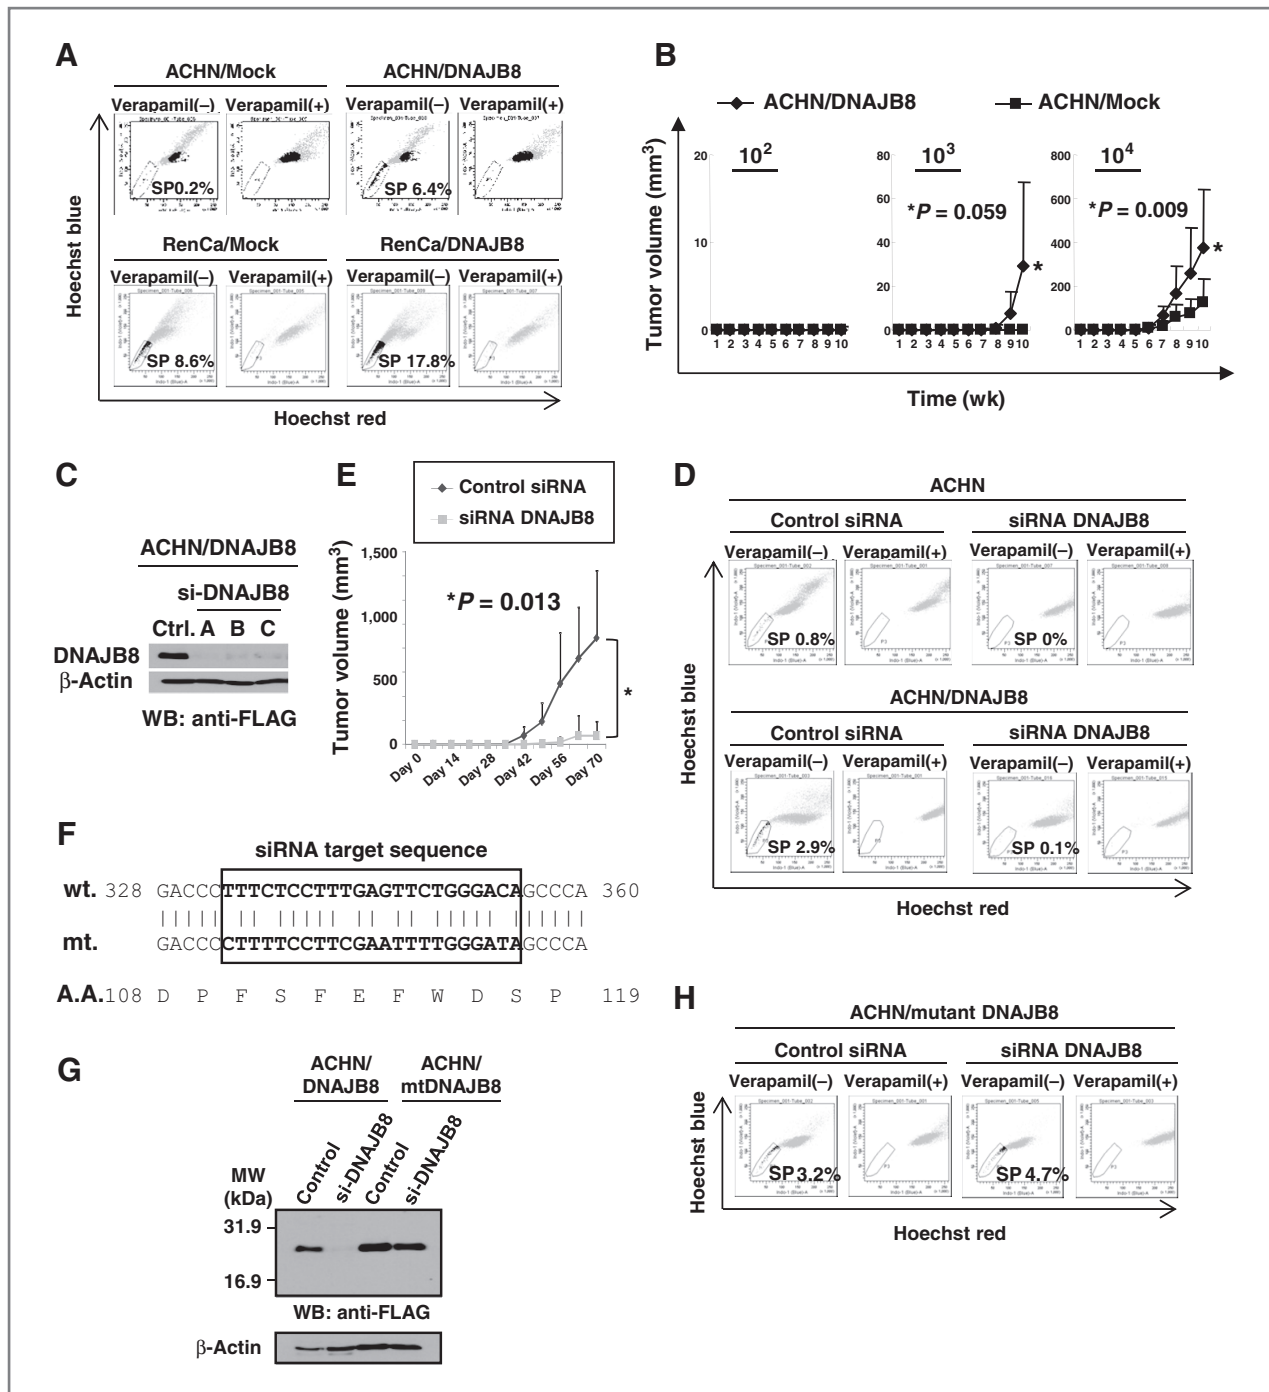 A
ACHN/Mock
ACHN/DNAJB8
Verapamil(–)
Verapamil(+)
Verapamil(–)
Verapamil(+)
SP0.2%
SP 6.4%
RenCa/Mock
RenCa/DNAJB8
Verapamil(–)
Verapamil(+)
Verapamil(–)
Verapamil(+)
SP 8.6%
SP 17.8%
Hoechst blue
Hoechst red
B
ACHN/DNAJB8
ACHN/Mock
Tumor volume (mm³)
20
10
0
10²
1 2 3 4 5 6 7 8 9 10
80
60
40
20
0
10³
*P = 0.059
*
1 2 3 4 5 6 7 8 9 10
800
600
400
200
0
10⁴
*P = 0.009
*
1 2 3 4 5 6 7 8 9 10
Time (wk)
C
ACHN/DNAJB8
si-DNAJB8
Ctrl. A B C
DNAJB8
β-Actin
WB: anti-FLAG
E
Control siRNA
siRNA DNAJB8
Tumor volume (mm³)
1,500
1,000
500
0
*P = 0.013
*
Day 0 Day 14 Day 28 Day 42 Day 56 Day 70
D
ACHN
Control siRNA
siRNA DNAJB8
Verapamil(–)
Verapamil(+)
Verapamil(–)
Verapamil(+)
SP 0.8%
SP 0%
ACHN/DNAJB8
Control siRNA
siRNA DNAJB8
Verapamil(–)
Verapamil(+)
Verapamil(–)
Verapamil(+)
SP 2.9%
SP 0.1%
Hoechst blue
Hoechst red
F
siRNA target sequence
wt. 328 GACCCTTTCTCCTTTGAGTTCTGGGACAGCCCA 360
mt. GACCCCTTTTCCTTCGAATTTTGGGATAGCCCA
A.A.108 D P F S F E F W D S P 119
G
ACHN/DNAJB8
ACHN/mtDNAJB8
Control
si-DNAJB8
Control
si-DNAJB8
MW (kDa)
31.9
16.9
WB: anti-FLAG
β-Actin
H
ACHN/mutant DNAJB8
Control siRNA
siRNA DNAJB8
Verapamil(–)
Verapamil(+)
Verapamil(–)
Verapamil(+)
SP 3.2%
SP 4.7%
Hoechst blue
Hoechst red